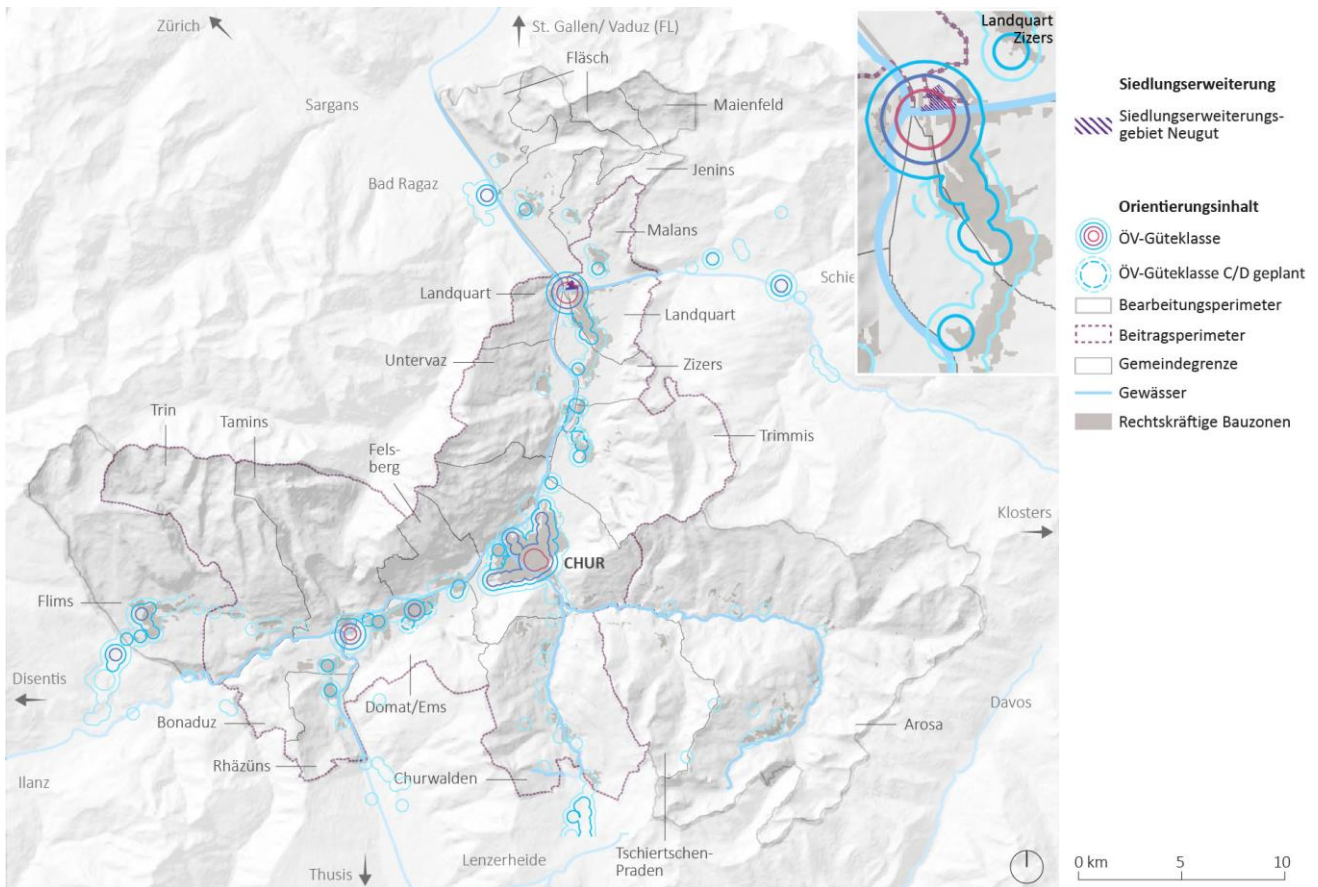 Zürich
St. Gallen/ Vaduz (FL)
Fläsch
Sargans
Maienfeld
Jenins
Bad Ragaz
Malans
Landquart
Schie
Landquart
Untervaz
Zizers
Trin
Tamins
Fels-
berg
Trimmis
Klosters
CHUR
Flims
Disentis
Bonaduz
Domat/Ems
Arosa
Davos
Rhäzüns
Churwalden
Ilanz
Tschiertschen-
Praden
Lenzerheide
Thusis
Landquart
Zizers
Siedlungserweiterung
Siedlungserweiterungs-
gebiet Neugut
Orientierungsinhalt
ÖV-Güteklasse
ÖV-Güteklasse C/D geplant
Bearbeitungsperimeter
Beitragsperimeter
Gemeindegrenze
Gewässer
Rechtskräftige Bauzonen
0 km 5 10